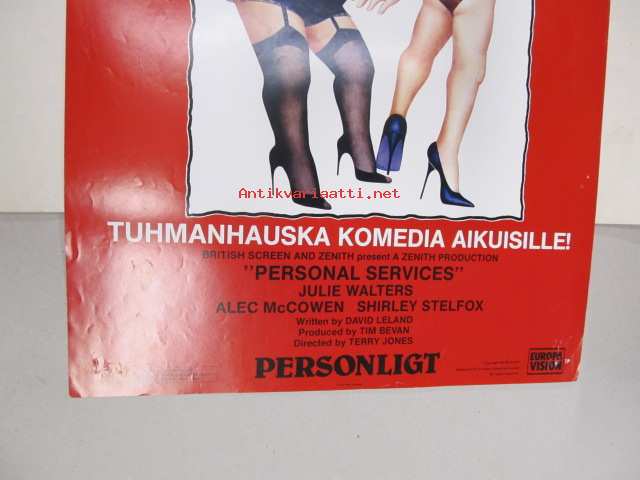 Antikvariaatti.net
TUHMANHAUSKA KOMEDIA AIKUISILLE!
BRITISH SCREEN AND ZENITH present A ZENITH PRODUCTION
"PERSONAL SERVICES"
JULIE WALTERS
ALEC McCOWEN SHIRLEY STELFOX
Written by DAVID LELAND
Produced by TIM BEVAN
Directed by TERRY JONES
PERSONLIGT
EUROPA
VISION